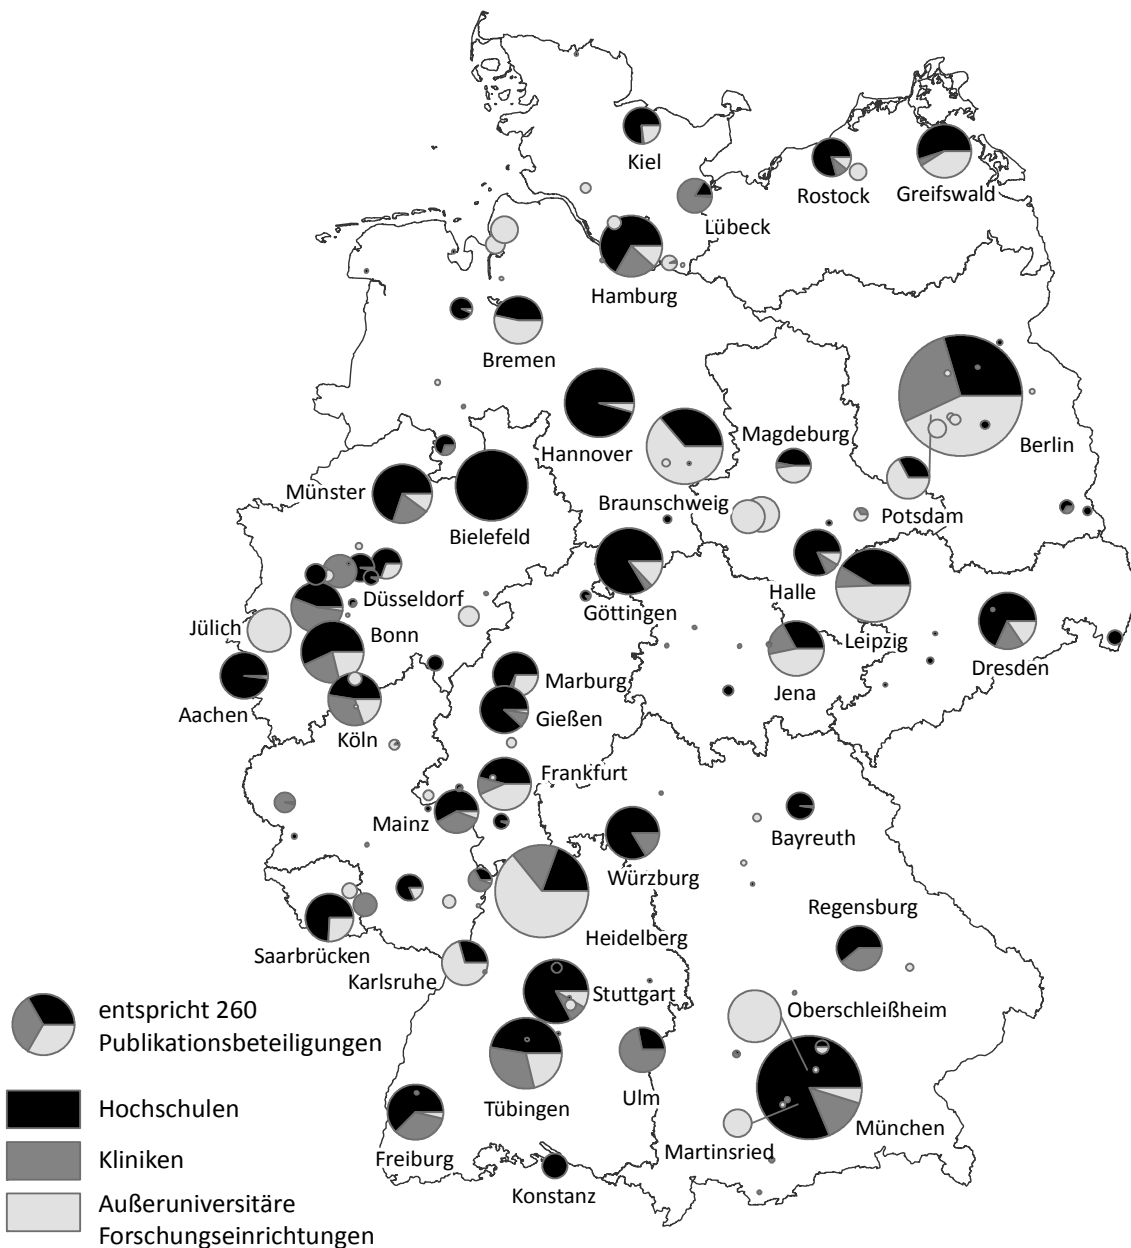 Kiel
Rostock
Greifswald
Lübeck
Hamburg
Bremen
Hannover
Magdeburg
Berlin
Münster
Braunschweig
Potsdam
Bielefeld
Düsseldorf
Göttingen
Halle
Jülich
Bonn
Leipzig
Dresden
Aachen
Marburg
Jena
Gießen
Köln
Frankfurt
Mainz
Bayreuth
Würzburg
Regensburg
Heidelberg
Saarbrücken
Karlsruhe
Stuttgart
Oberschleißheim
entspricht 260
Publikationsbeteiligungen
Ulm
Tübingen
Hochschulen
München
Martinsried
Freiburg
Kliniken
Konstanz
Außeruniversitäre
Forschungseinrichtungen